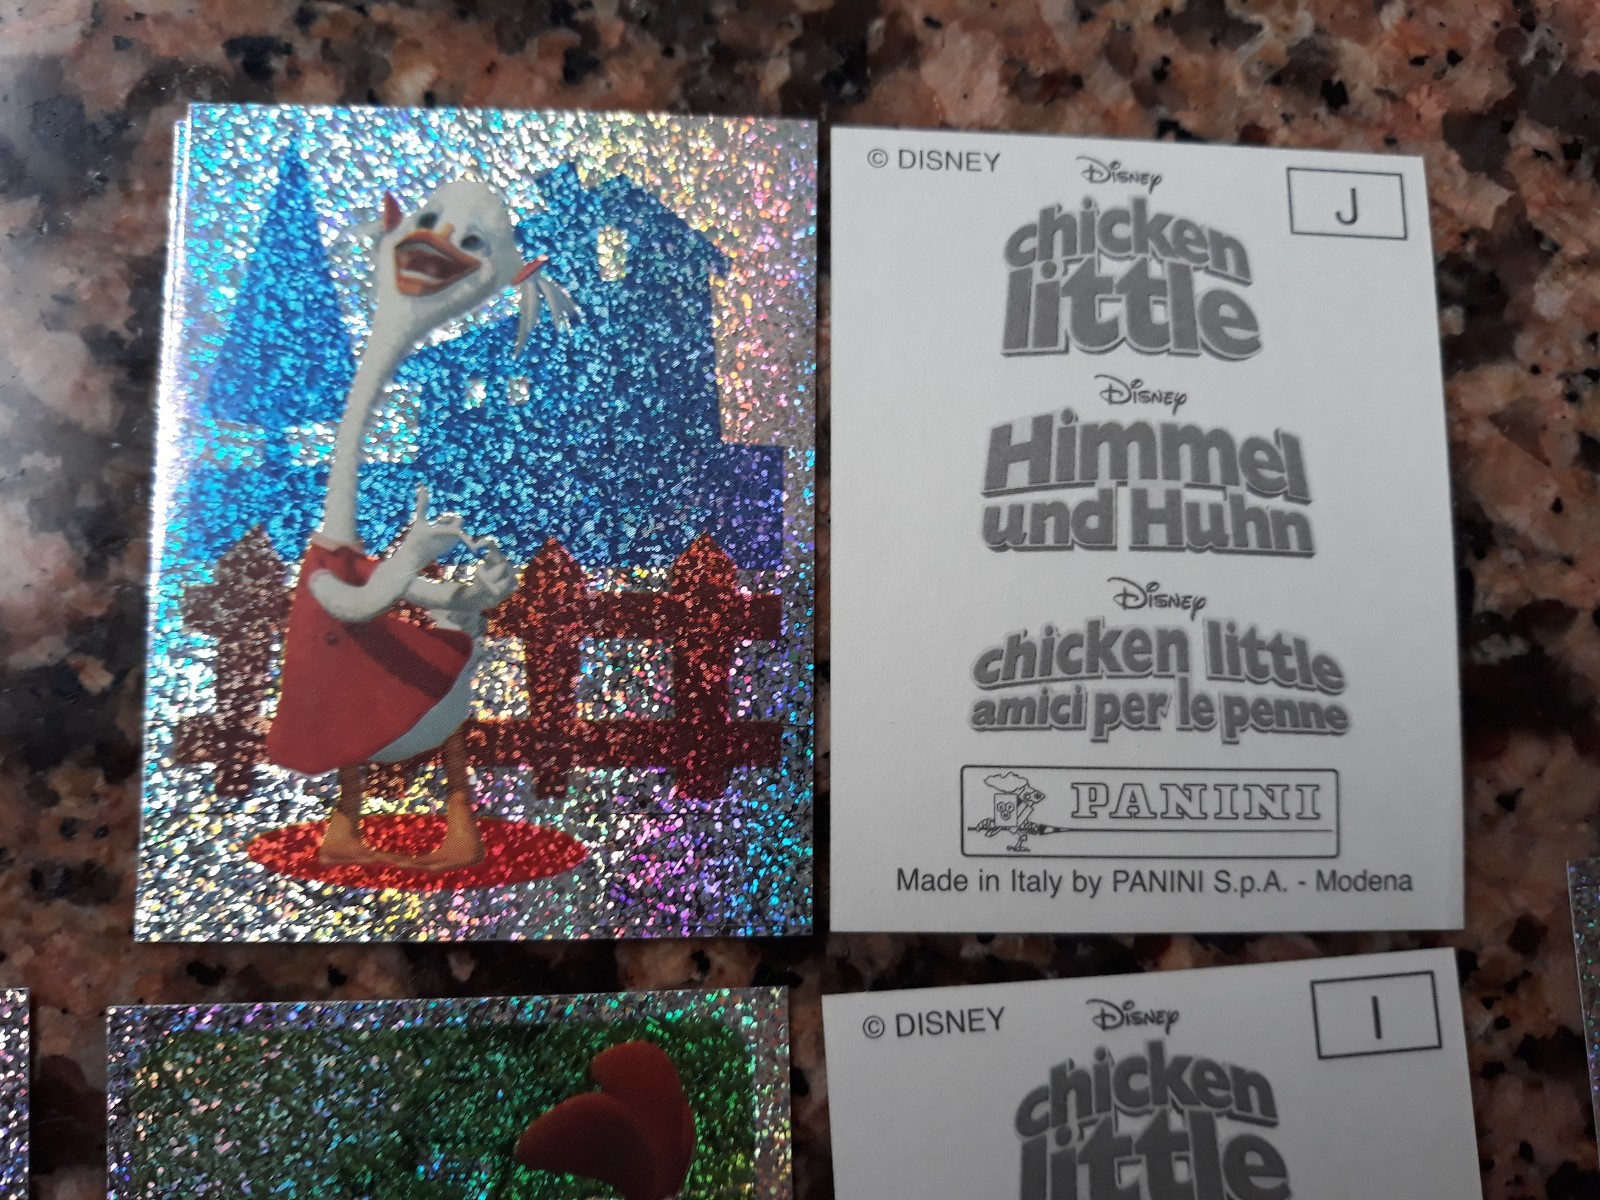 © DISNEY
J
DISNEY
chicken
little
DISNEY
Himmel
und Huhn
DISNEY
chicken little
amici per le penne
PANINI
Made in Italy by PANINI S.p.A. - Modena
© DISNEY
I
DISNEY
chicken
little